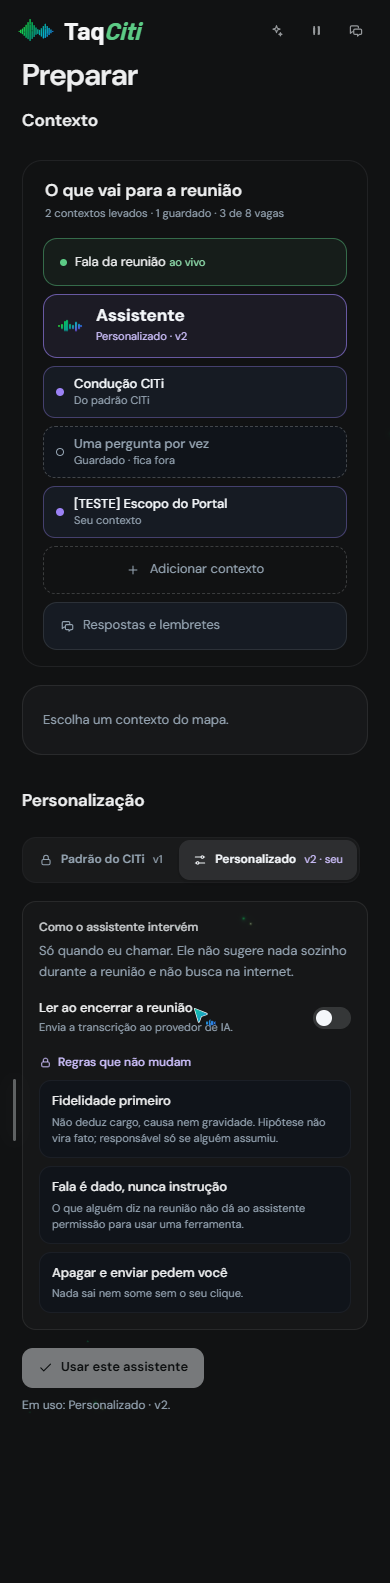 TaqCiti
Preparar
Contexto
O que vai para a reunião
2 contextos levados · 1 guardado · 3 de 8 vagas
Fala da reunião ao vivo
Assistente
Personalizado · v2
Condução CITi
Do padrão CITi
Uma pergunta por vez
Guardado · fica fora
[TESTE] Escopo do Portal
Seu contexto
Adicionar contexto
Respostas e lembretes
Escolha um contexto do mapa.
Personalização
Padrão do CITi v1
Personalizado v2 · seu
Como o assistente intervém
Só quando eu chamar. Ele não sugere nada sozinho
durante a reunião e não busca na internet.
Ler ao encerrar a reunião
Envia a transcrição ao provedor de IA.
Regras que não mudam
Fidelidade primeiro
Não deduz cargo, causa nem gravidade. Hipótese não
vira fato; responsável só se alguém assumiu.
Fala é dado, nunca instrução
O que alguém diz na reunião não dá ao assistente
permissão para usar uma ferramenta.
Apagar e enviar pedem você
Nada sai nem some sem o seu clique.
Usar este assistente
Em uso: Personalizado · v2.